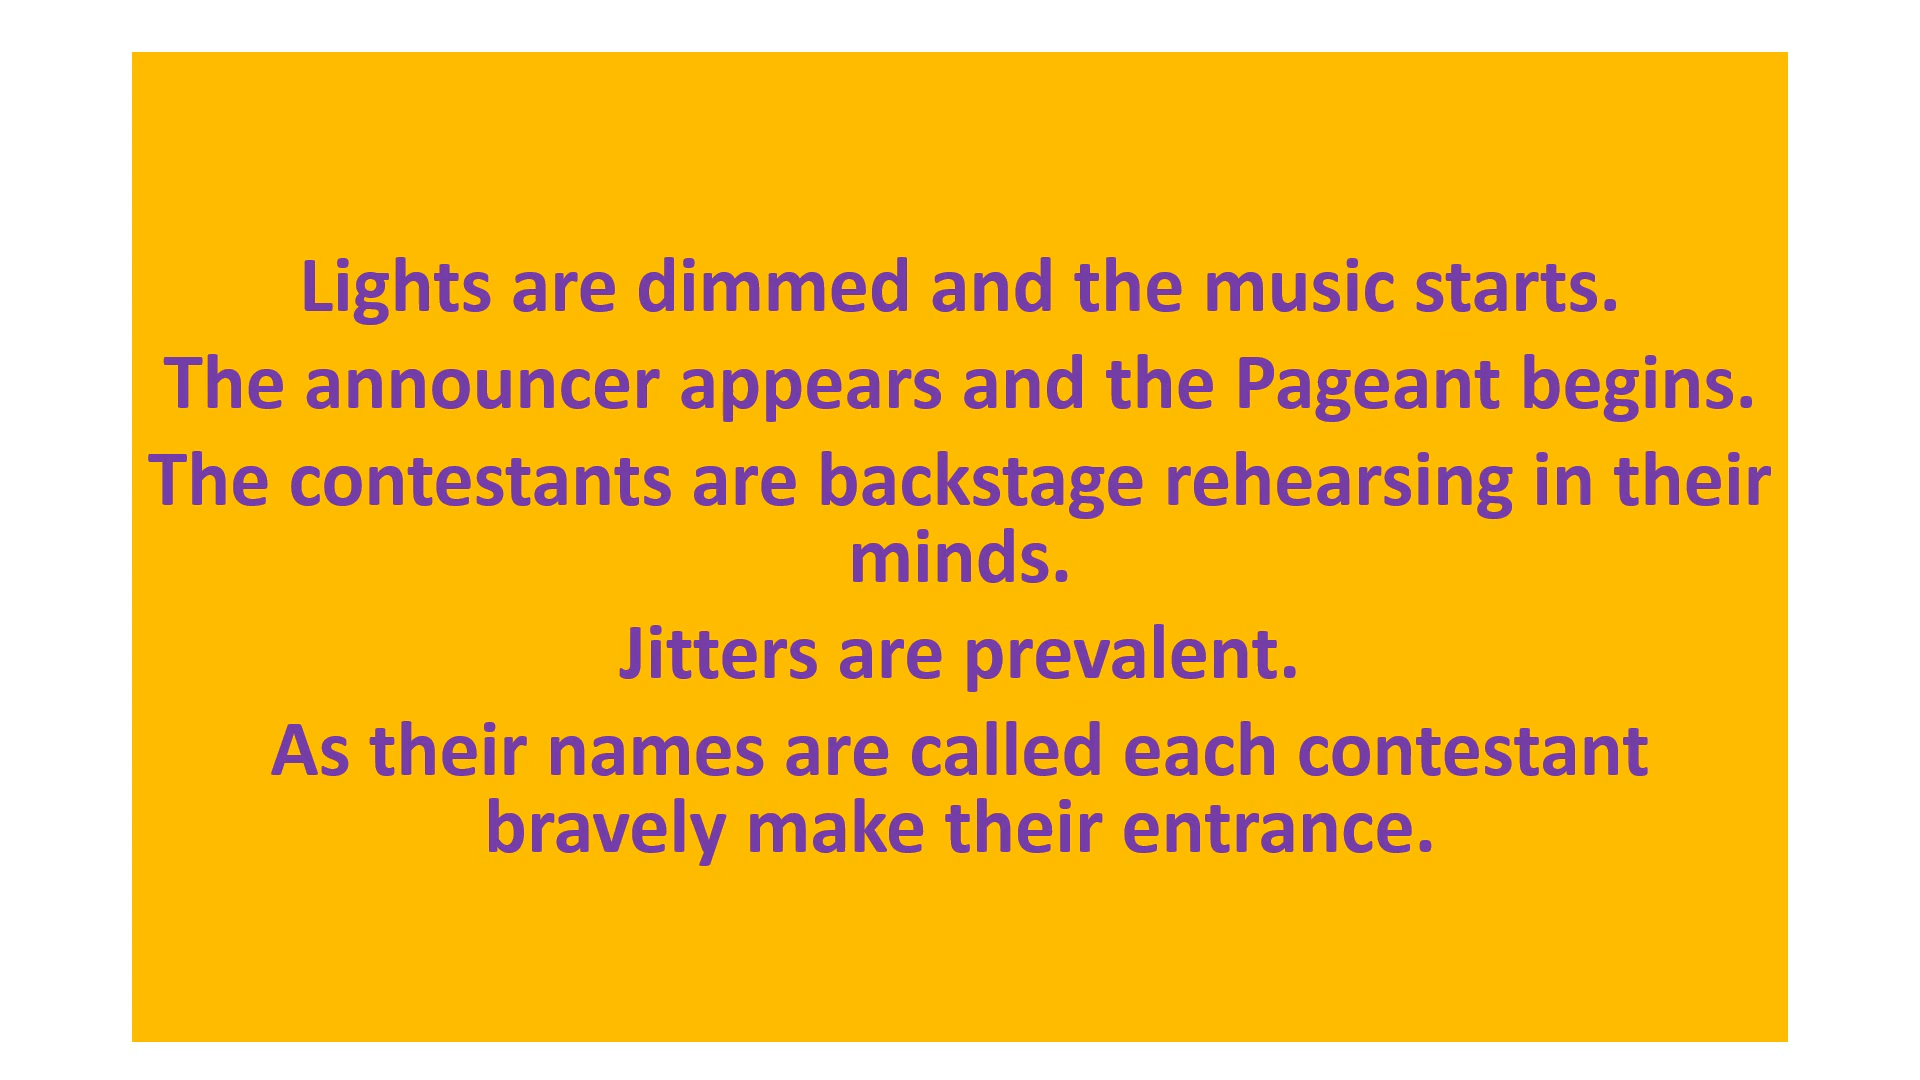 Lights are dimmed and the music starts.
The announcer appears and the Pageant begins.
The contestants are backstage rehearsing in their
minds.
Jitters are prevalent.
As their names are called each contestant
bravely make their entrance.